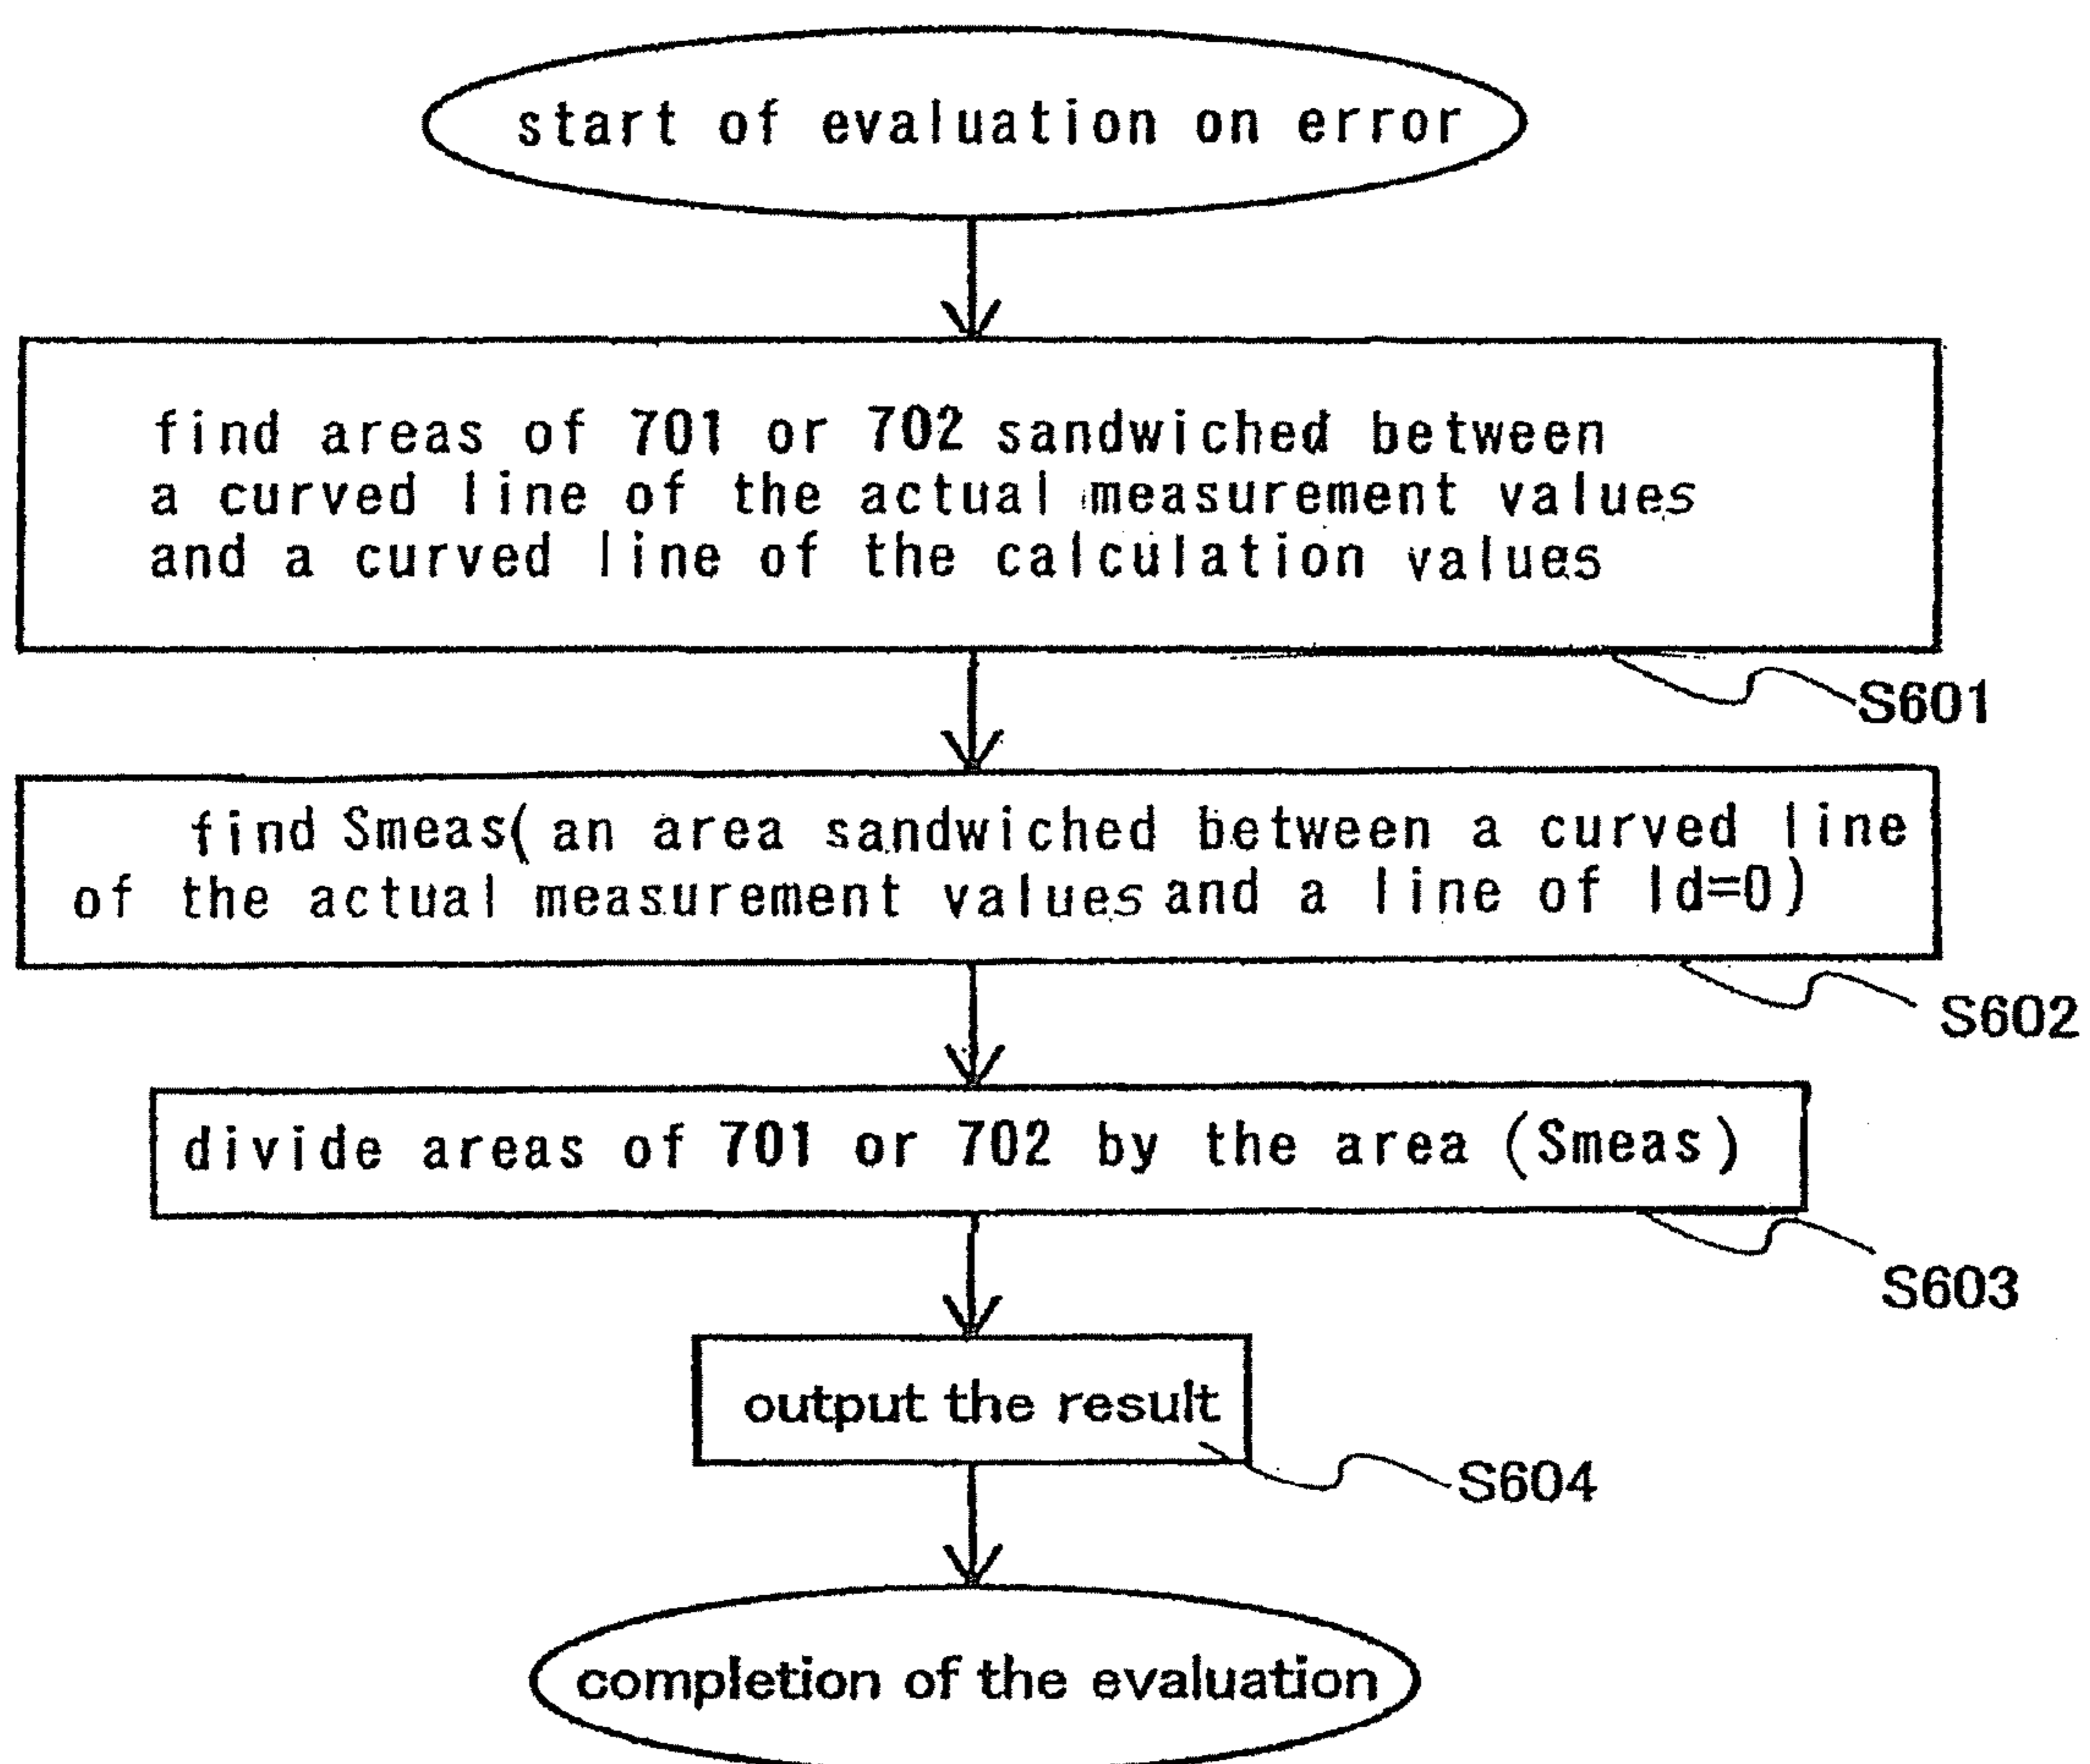 start of evaluation on error
find areas of 701 or 702 sandwiched between
a curved line of the actual measurement values
and a curved line of the calculation values
S601
find Smeas(an area sandwiched between a curved line
of the actual measurement values and a line of Id=0)
S602
divide areas of 701 or 702 by the area (Smeas)
S603
output the result
S604
completion of the evaluation